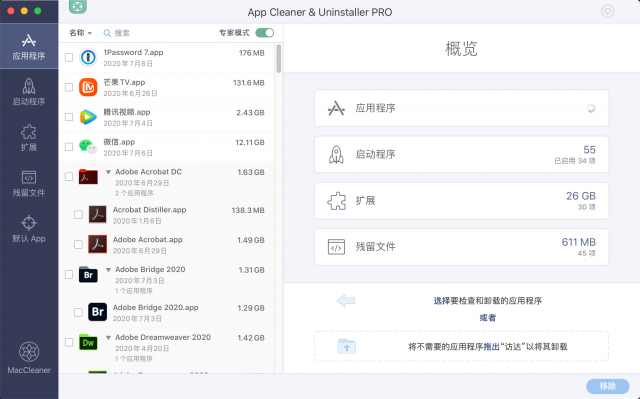 App Cleaner & Uninstaller PRO
应用程序
启动程序
扩展
残留文件
默认 App
MacCleaner
名称
搜索
专家模式
1Password 7.app
176 MB
2020年7月6日
芒果TV.app
131.6 MB
2020年6月26日
腾讯视频.app
2.43 GB
2020年7月4日
微信.app
12.11 GB
2020年7月6日
Adobe Acrobat DC
1.63 GB
2020年6月29日
2 个应用程序
Acrobat Distiller.app
138.3 MB
2020年1月6日
Adobe Acrobat.app
1.49 GB
2020年6月29日
Br
Adobe Bridge 2020
1.31 GB
2020年7月3日
1 个应用程序
Br
Adobe Bridge 2020.app
1.29 GB
2020年7月3日
Dw
Adobe Dreamweaver 2020
1.42 GB
2020年4月20日
1 个应用程序
概览
应用程序
启动程序
55
已启用 34 项
扩展
26 GB
30 项
残留文件
611 MB
45 项
选择要检查和卸载的应用程序
或者
将不需要的应用程序拖出“访达”以将其卸载
移除